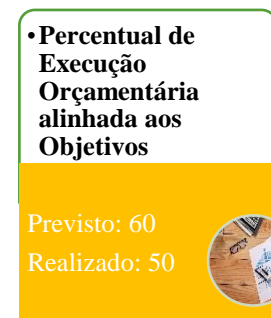 •Percentual de
Execução
Orçamentária
alinhada aos
Objetivos
Previsto: 60
Realizado: 50